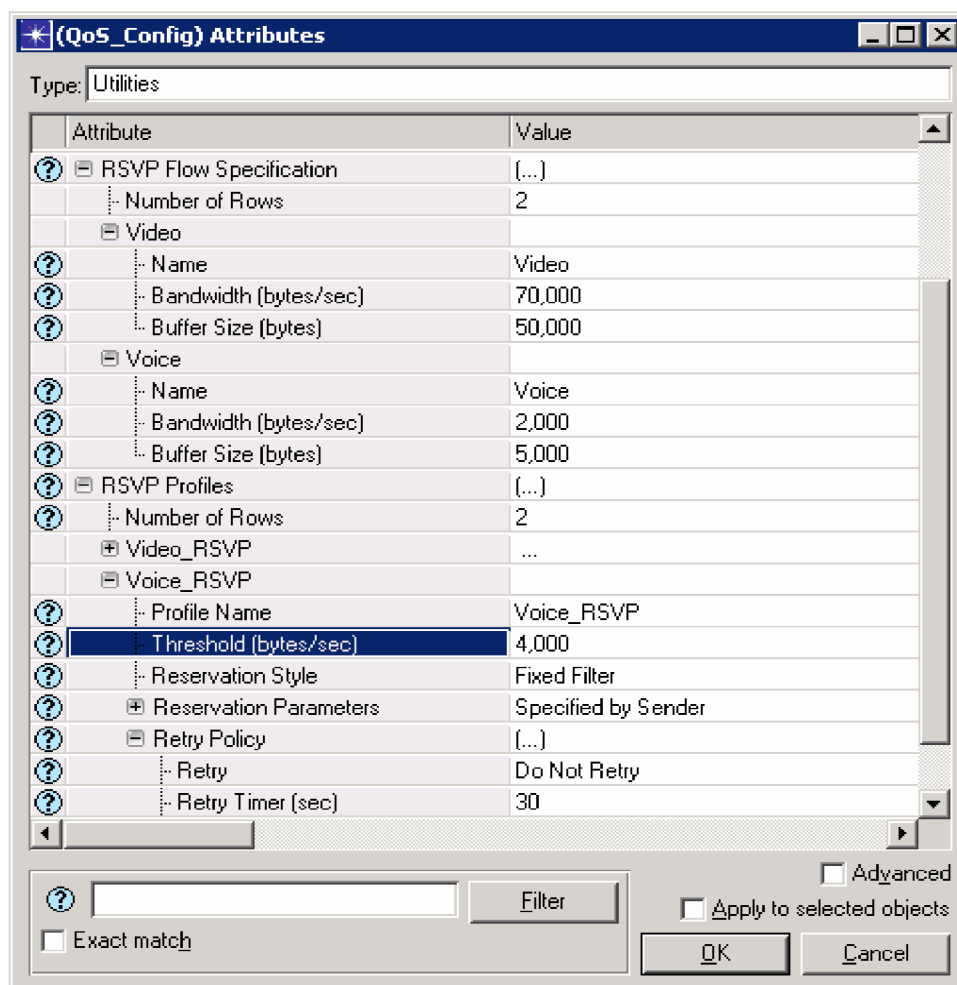 (QoS_Config) Attributes
Type: Utilities
Attribute Value
RSVP Flow Specification (...)
Number of Rows 2
Video
Name Video
Bandwidth (bytes/sec) 70,000
Buffer Size (bytes) 50,000
Voice
Name Voice
Bandwidth (bytes/sec) 2,000
Buffer Size (bytes) 5,000
RSVP Profiles (...)
Number of Rows 2
Video_RSVP ...
Voice_RSVP
Profile Name Voice_RSVP
Threshold (bytes/sec) 4,000
Reservation Style Fixed Filter
Reservation Parameters Specified by Sender
Retry Policy (...)
Retry Do Not Retry
Retry Timer (sec) 30
Advanced
Filter
Apply to selected objects
Exact match
OK Cancel